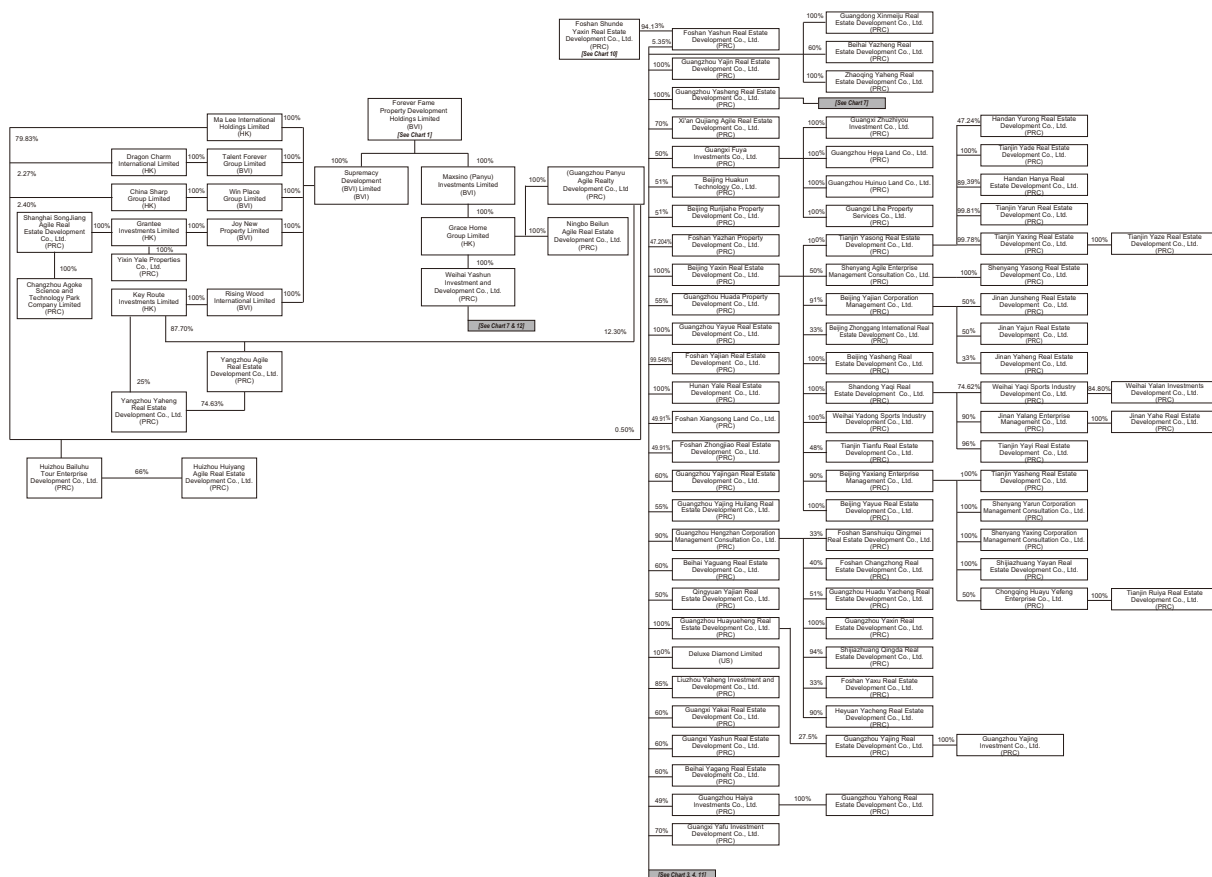 Forever Fame
Property Development
Holdings Limited
(BVI)
[See Chart 1]
79.83%
Ma Lee International
Holdings Limited
(HK)
100%
2.27%
Dragon Charm
International Limited
(HK)
100%
Talent Forever
Group Limited
(BVI)
100%
2.40%
China Sharp
Group Limited
(HK)
100%
Win Place
Group Limited
(BVI)
100%
Shanghai SongJiang
Agile Real
Estate Development
Co., Ltd.
(PRC)
100%
Grantee
Investments Limited
(HK)
100%
Joy New
Property Limited
(BVI)
100%
100%
Yixin Yale Properties
Co., Ltd.
(PRC)
100%
Changzhou Agoke
Science and
Technology Park
Company Limited
(PRC)
Key Route
Investments Limited
(HK)
100%
Rising Wood
International Limited
(BVI)
100%
87.70%
12.30%
Yangzhou Agile
Real Estate
Development Co., Ltd.
(PRC)
25%
74.63%
Yangzhou Yaheng
Real Estate
Development Co., Ltd.
(PRC)
0.50%
Huizhou Bailuhu
Tour Enterprise
Development Co., Ltd.
(PRC)
66%
Huizhou Huiyang
Agile Real Estate
Development Co., Ltd.
(PRC)
100%
Supremacy
Development
(BVI) Limited
(BVI)
100%
Maxsino (Panyu)
Investments Limited
(BVI)
100%
(Guangzhou Panyu
Agile Realty
Development Co., Ltd
(PRC)
100%
Grace Home
Group Limited
(HK)
100%
Ningbo Beilun
Agile Real Estate
Development Co., Ltd.
(PRC)
100%
Weihai Yashun
Investment and
Development Co., Ltd.
(PRC)
[See Chart 7 & 12]
Foshan Shunde
Yaxin Real Estate
Development Co., Ltd.
(PRC)
[See Chart 10]
94.13%
5.35%
Foshan Yashun Real Estate
Development Co., Ltd.
(PRC)
100%
Guangdong Xinmeiju Real
Estate Development Co., Ltd.
(PRC)
60%
Beihai Yazheng Real
Estate Development Co., Ltd.
(PRC)
100%
Zhaoqing Yaheng Real
Estate Development Co., Ltd.
(PRC)
100%
Guangzhou Yajin Real Estate
Development Co., Ltd.
(PRC)
100%
Guangzhou Yasheng Real Estate
Development Co., Ltd.
(PRC)
[See Chart 7]
70%
Xi'an Qujiang Agile Real Estate
Development Co., Ltd.
(PRC)
50%
Guangxi Fuya
Investments Co., Ltd.
(PRC)
100%
Guangxi Zhuzhiyou
Investment Co., Ltd.
(PRC)
100%
Guangzhou Heya Land Co., Ltd.
(PRC)
100%
Guangzhou Huinuo Land Co., Ltd.
(PRC)
100%
Guangxi Lihe Property
Services Co., Ltd.
(PRC)
51%
Beijing Huakun
Technology Co., Ltd.
(PRC)
51%
Beijing Rurijiahe Property
Development Co., Ltd.
(PRC)
47.204%
Foshan Yazhan Property
Development Co., Ltd.
(PRC)
100%
Beijing Yaxin Real Estate
Development Co., Ltd.
(PRC)
100%
Tianjin Yasong Real Estate
Development Co., Ltd.
(PRC)
47.24%
Handan Yurong Real Estate
Development Co., Ltd.
(PRC)
100%
Tianjin Yade Real Estate
Development Co., Ltd.
(PRC)
89.39%
Handan Hanya Real
Estate Development Co., Ltd.
(PRC)
99.81%
Tianjin Yarun Real Estate
Development Co., Ltd.
(PRC)
99.78%
Tianjin Yaxing Real Estate
Development Co., Ltd.
(PRC)
100%
Tianjin Yaze Real Estate
Development Co., Ltd.
(PRC)
50%
Shenyang Agile Enterprise
Management Consultation Co., Ltd.
(PRC)
100%
Shenyang Yasong Real Estate
Development Co., Ltd.
(PRC)
91%
Beijing Yajian Corporation
Management Co., Ltd.
(PRC)
50%
Jinan Junsheng Real Estate
Development Co., Ltd.
(PRC)
50%
Jinan Yajun Real Estate
Development Co., Ltd.
(PRC)
33%
Jinan Yaheng Real Estate
Development Co., Ltd.
(PRC)
33%
Beijing Zhonggang International Real
Estate Development Co., Ltd.
(PRC)
100%
Beijing Yasheng Real
Estate Development Co., Ltd.
(PRC)
100%
Shandong Yaqi Real
Estate Development Co., Ltd.
(PRC)
74.62%
Weihai Yaqi Sports Industry
Development Co., Ltd.
(PRC)
84.80%
Weihai Yalan Investments
Development Co., Ltd.
(PRC)
90%
Jinan Yalang Enterprise
Management Co., Ltd.
(PRC)
100%
Jinan Yahe Real Estate
Development Co., Ltd.
(PRC)
96%
Tianjin Yayi Real Estate
Development Co., Ltd.
(PRC)
100%
Weihai Yadong Sports Industry
Development Co., Ltd.
(PRC)
48%
Tianjin Tianfu Real Estate
Development Co., Ltd.
(PRC)
90%
Beijing Yaxiang Enterprise
Management Co., Ltd.
(PRC)
100%
Tianjin Yasheng Real Estate
Development Co., Ltd.
(PRC)
100%
Shenyang Yarun Corporation
Management Consultation Co., Ltd.
(PRC)
100%
Shenyang Yaxing Corporation
Management Consultation Co., Ltd.
(PRC)
100%
Shijiazhuang Yayan Real
Estate Development Co., Ltd.
(PRC)
50%
Chongqing Huayu Yefeng
Enterprise Co., Ltd.
(PRC)
100%
Tianjin Ruiya Real Estate
Development Co., Ltd.
(PRC)
100%
Beijing Yayue Real Estate
Development Co., Ltd.
(PRC)
55%
Guangzhou Huada Property
Development Co., Ltd.
(PRC)
100%
Guangzhou Yayue Real Estate
Development Co., Ltd.
(PRC)
99.548%
Foshan Yajian Real Estate
Development Co., Ltd.
(PRC)
100%
Hunan Yale Real Estate
Development Co., Ltd.
(PRC)
49.91%
Foshan Xiangsong Land Co., Ltd.
(PRC)
49.91%
Foshan Zhongjiao Real Estate
Development Co., Ltd.
(PRC)
60%
Guangzhou Yajingan Real Estate
Development Co., Ltd.
(PRC)
55%
Guangzhou Yajing Huilang Real
Estate Development Co., Ltd.
(PRC)
90%
Guangzhou Hengzhan Corporation
Management Consultation Co., Ltd.
(PRC)
33%
Foshan Sanshuiqu Qingmei
Real Estate Development Co., Ltd.
(PRC)
40%
Foshan Changzhong Real
Estate Development Co., Ltd.
(PRC)
51%
Guangzhou Huadu Yacheng Real
Estate Development Co., Ltd.
(PRC)
100%
Guangzhou Yaxin Real
Estate Development Co., Ltd.
(PRC)
94%
Shijiazhuang Qingda Real
Estate Development Co., Ltd.
(PRC)
33%
Foshan Yaxu Real Estate
Development Co., Ltd.
(PRC)
90%
Heyuan Yacheng Real Estate
Development Co., Ltd.
(PRC)
60%
Beihai Yaguang Real Estate
Development Co., Ltd.
(PRC)
50%
Qingyuan Yajian Real
Estate Development Co., Ltd.
(PRC)
100%
Guangzhou Huayueheng Real
Estate Development Co., Ltd.
(PRC)
27.5%
Guangzhou Yajing Real
Estate Development Co., Ltd.
(PRC)
100%
Guangzhou Yajing
Investment Co., Ltd.
(PRC)
100%
Deluxe Diamond Limited
(US)
85%
Liuzhou Yaheng Investment and
Development Co., Ltd.
(PRC)
60%
Guangxi Yakai Real Estate
Development Co., Ltd.
(PRC)
60%
Guangxi Yashun Real Estate
Development Co., Ltd.
(PRC)
60%
Beihai Yagang Real Estate
Development Co., Ltd.
(PRC)
49%
Guangzhou Haiya
Investments Co., Ltd.
(PRC)
100%
Guangzhou Yahong Real
Estate Development Co., Ltd.
(PRC)
70%
Guangxi Yafu Investment
Development Co., Ltd.
(PRC)
[See Chart 3, 4, 11]